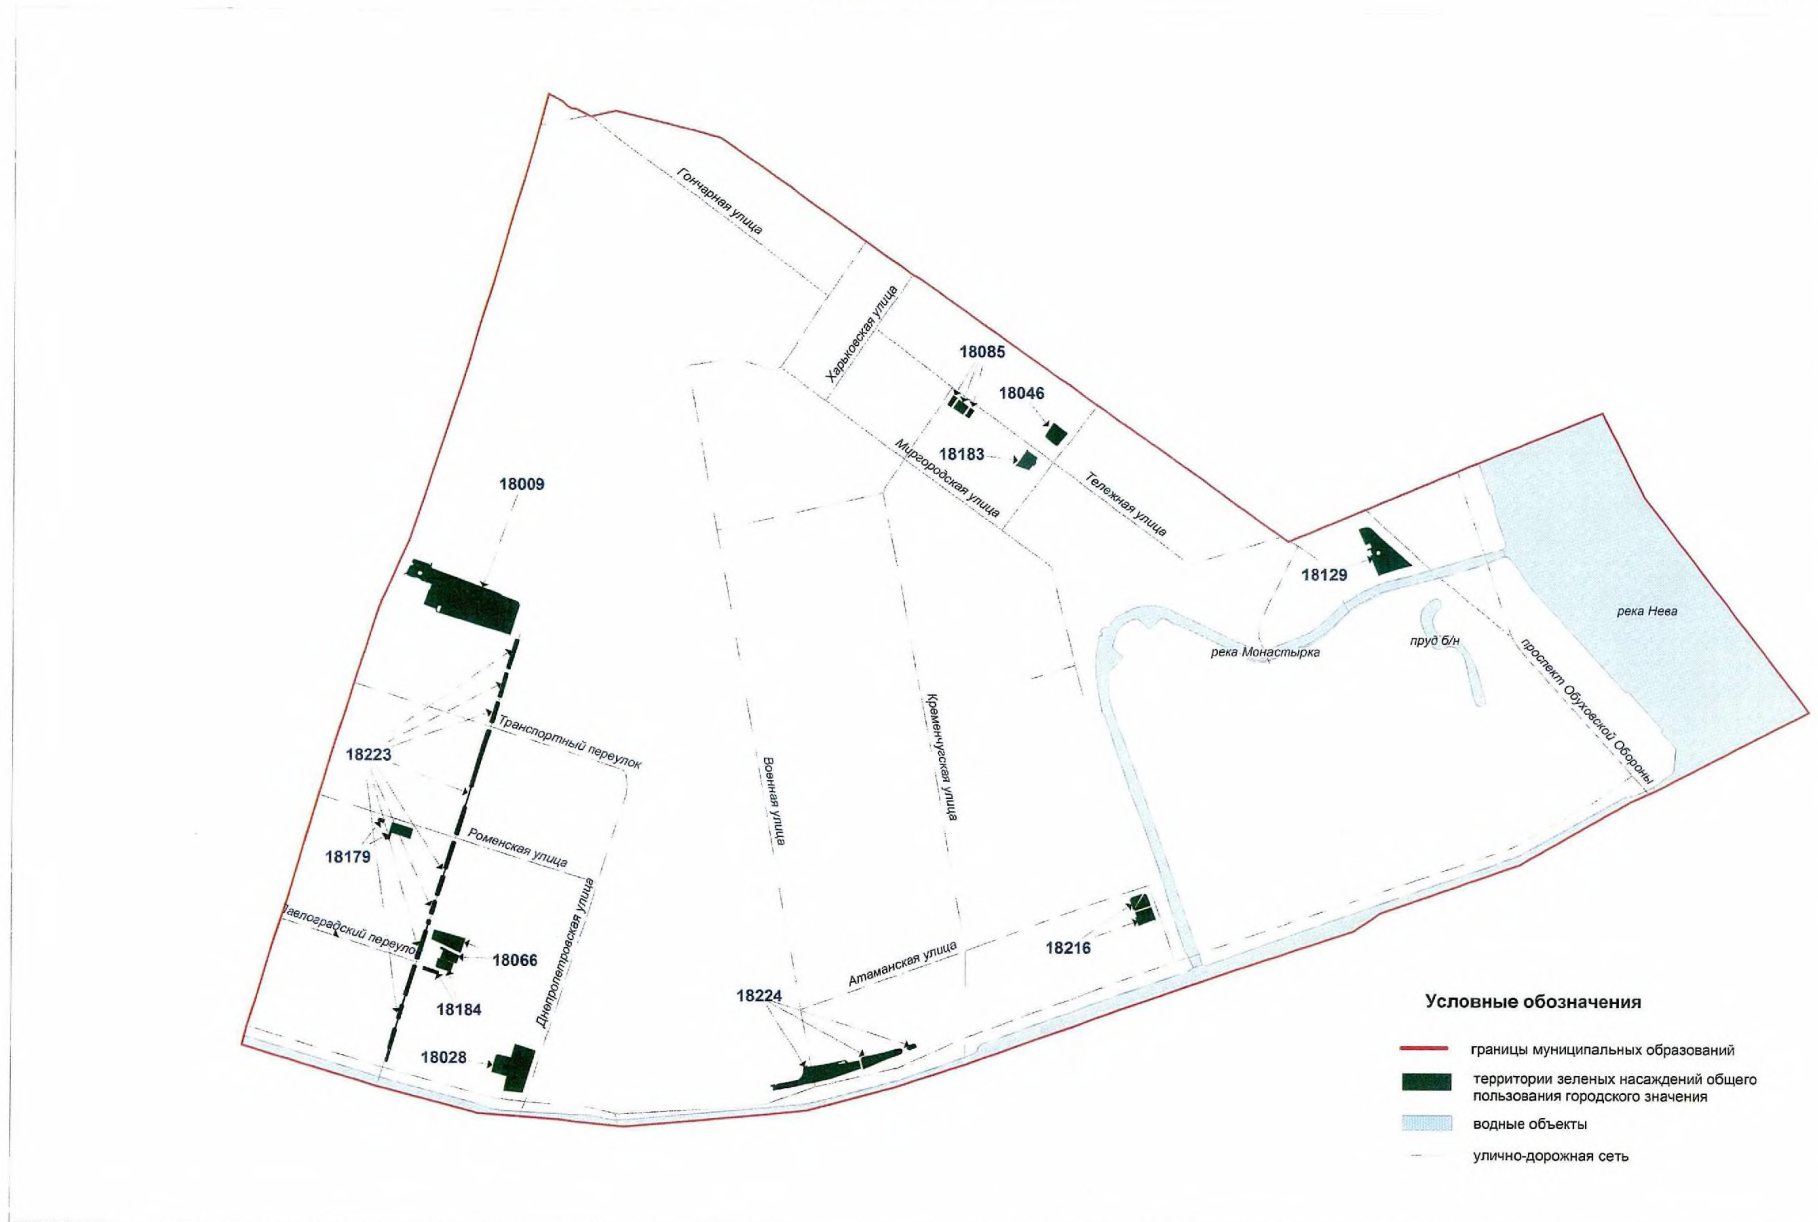 Гончарная улица
Харьковская улица
18085
18046
18183
Миргородская улица
Тележная улица
18009
18129
река Нева
пруд б/н
река Монастырка
проспект Обуховской Обороны
Транспортный переулок
18223
Кременчугская улица
Военная улица
18179
Роменская улица
Днепропетровская улица
авлоградский переуло
18066
18184
18028
Атаманская улица
18216
18224
Условные обозначения
границы муниципальных образований
территории зеленых насаждений общего
пользования городского значения
водные объекты
улично-дорожная сеть